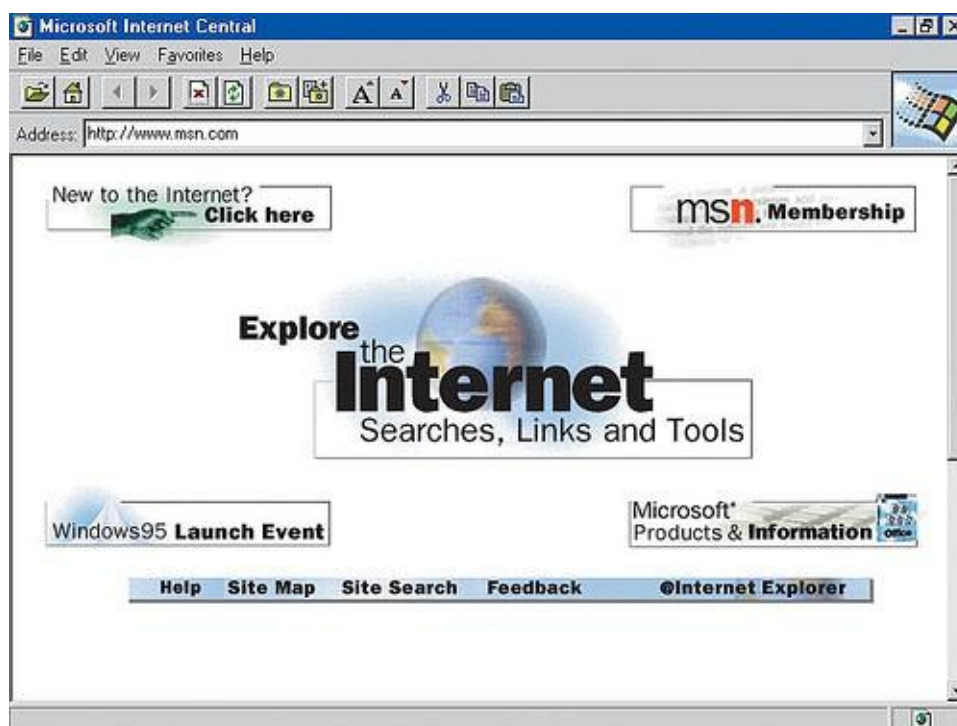 Microsoft Internet Central
File Edit View Favorites Help
A A
Address: http://www.msn.com
New to the Internet?
Click here
msn. Membership
Explore
the
Internet
Searches, Links and Tools
Windows95 Launch Event
Microsoft®
Products & Information
Office
Help Site Map Site Search Feedback @Internet Explorer